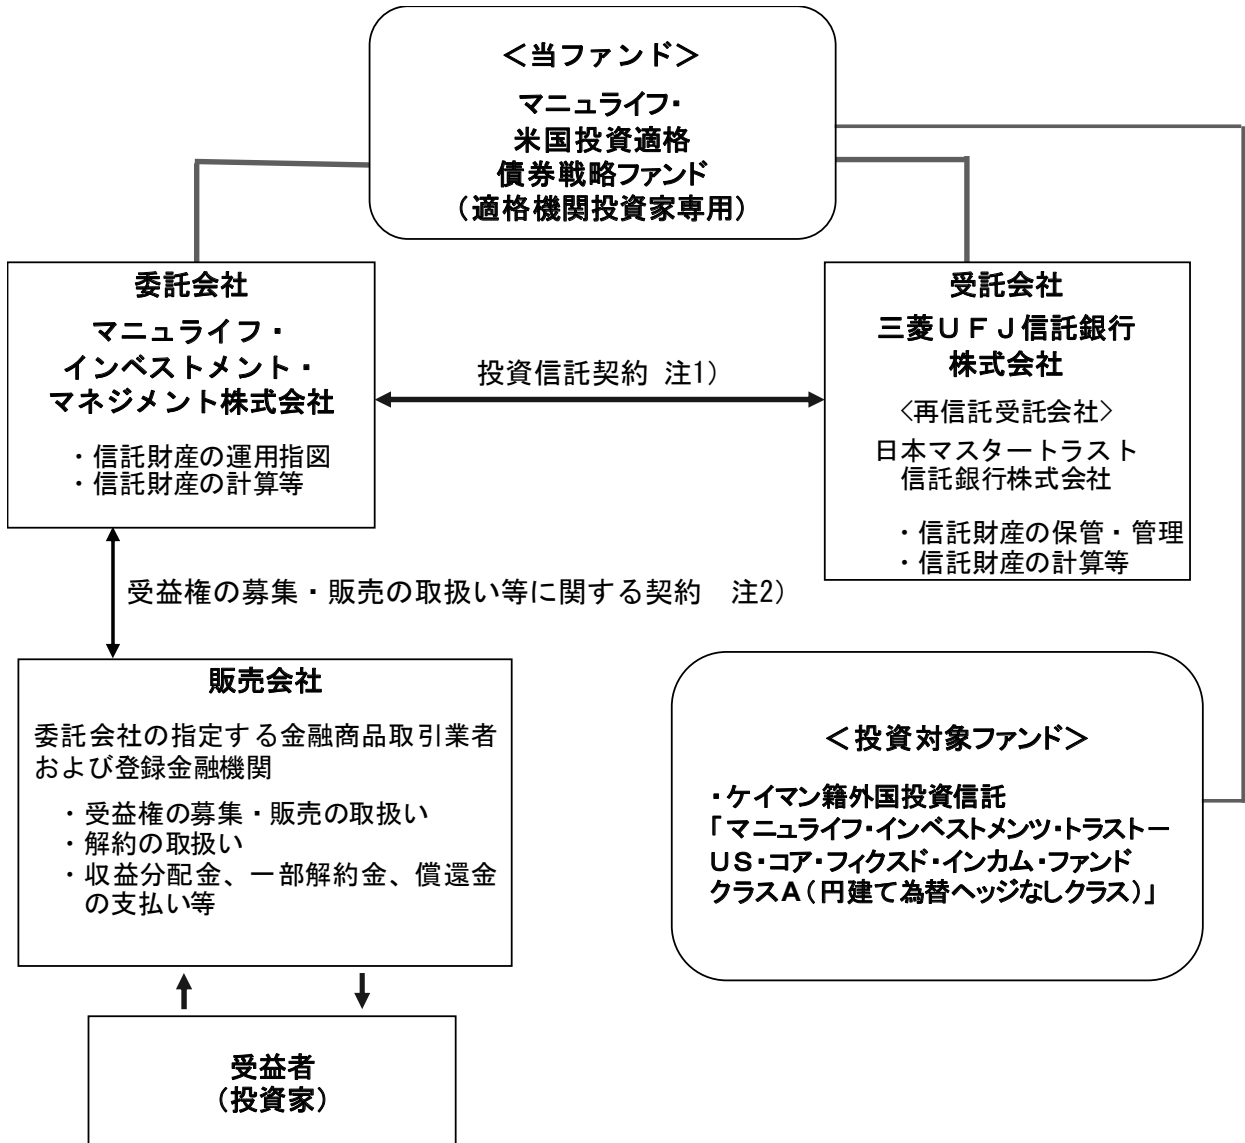 ＜当ファンド＞
マニュライフ・
米国投資適格
債券戦略ファンド
（適格機関投資家専用）
委託会社
マニュライフ・
インベストメント・
マネジメント株式会社
・信託財産の運用指図
・信託財産の計算等
投資信託契約 注1）
受託会社
三菱ＵＦＪ信託銀行
株式会社
〈再信託受託会社〉
日本マスタートラスト
信託銀行株式会社
・信託財産の保管・管理
・信託財産の計算等
受益権の募集・販売の取扱い等に関する契約　注2）
販売会社
委託会社の指定する金融商品取引業者
および登録金融機関
・受益権の募集・販売の取扱い
・解約の取扱い
・収益分配金、一部解約金、償還金
の支払い等
＜投資対象ファンド＞
・ケイマン籍外国投資信託
「マニュライフ・インベストメンツ・トラストー
ＵＳ・コア・フィクスド・インカム・ファンド
クラスＡ（円建て為替ヘッジなしクラス）」
受益者
（投資家）